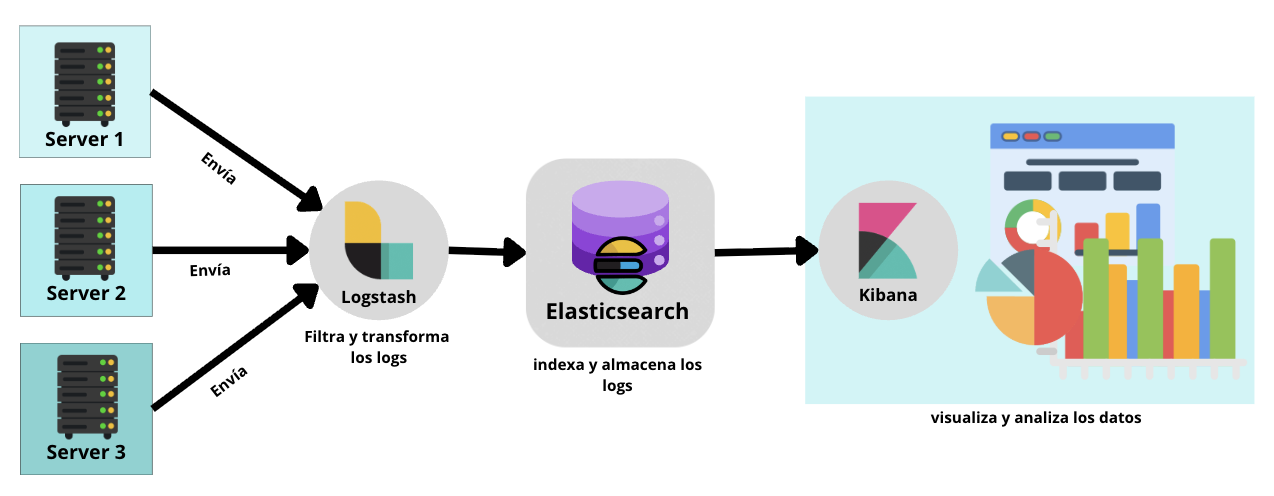 Server 1
Envía
Server 2
Envía
Server 3
Envía
Logstash
Filtra y transforma
los logs
Elasticsearch
indexa y almacena los
logs
Kibana
visualiza y analiza los datos